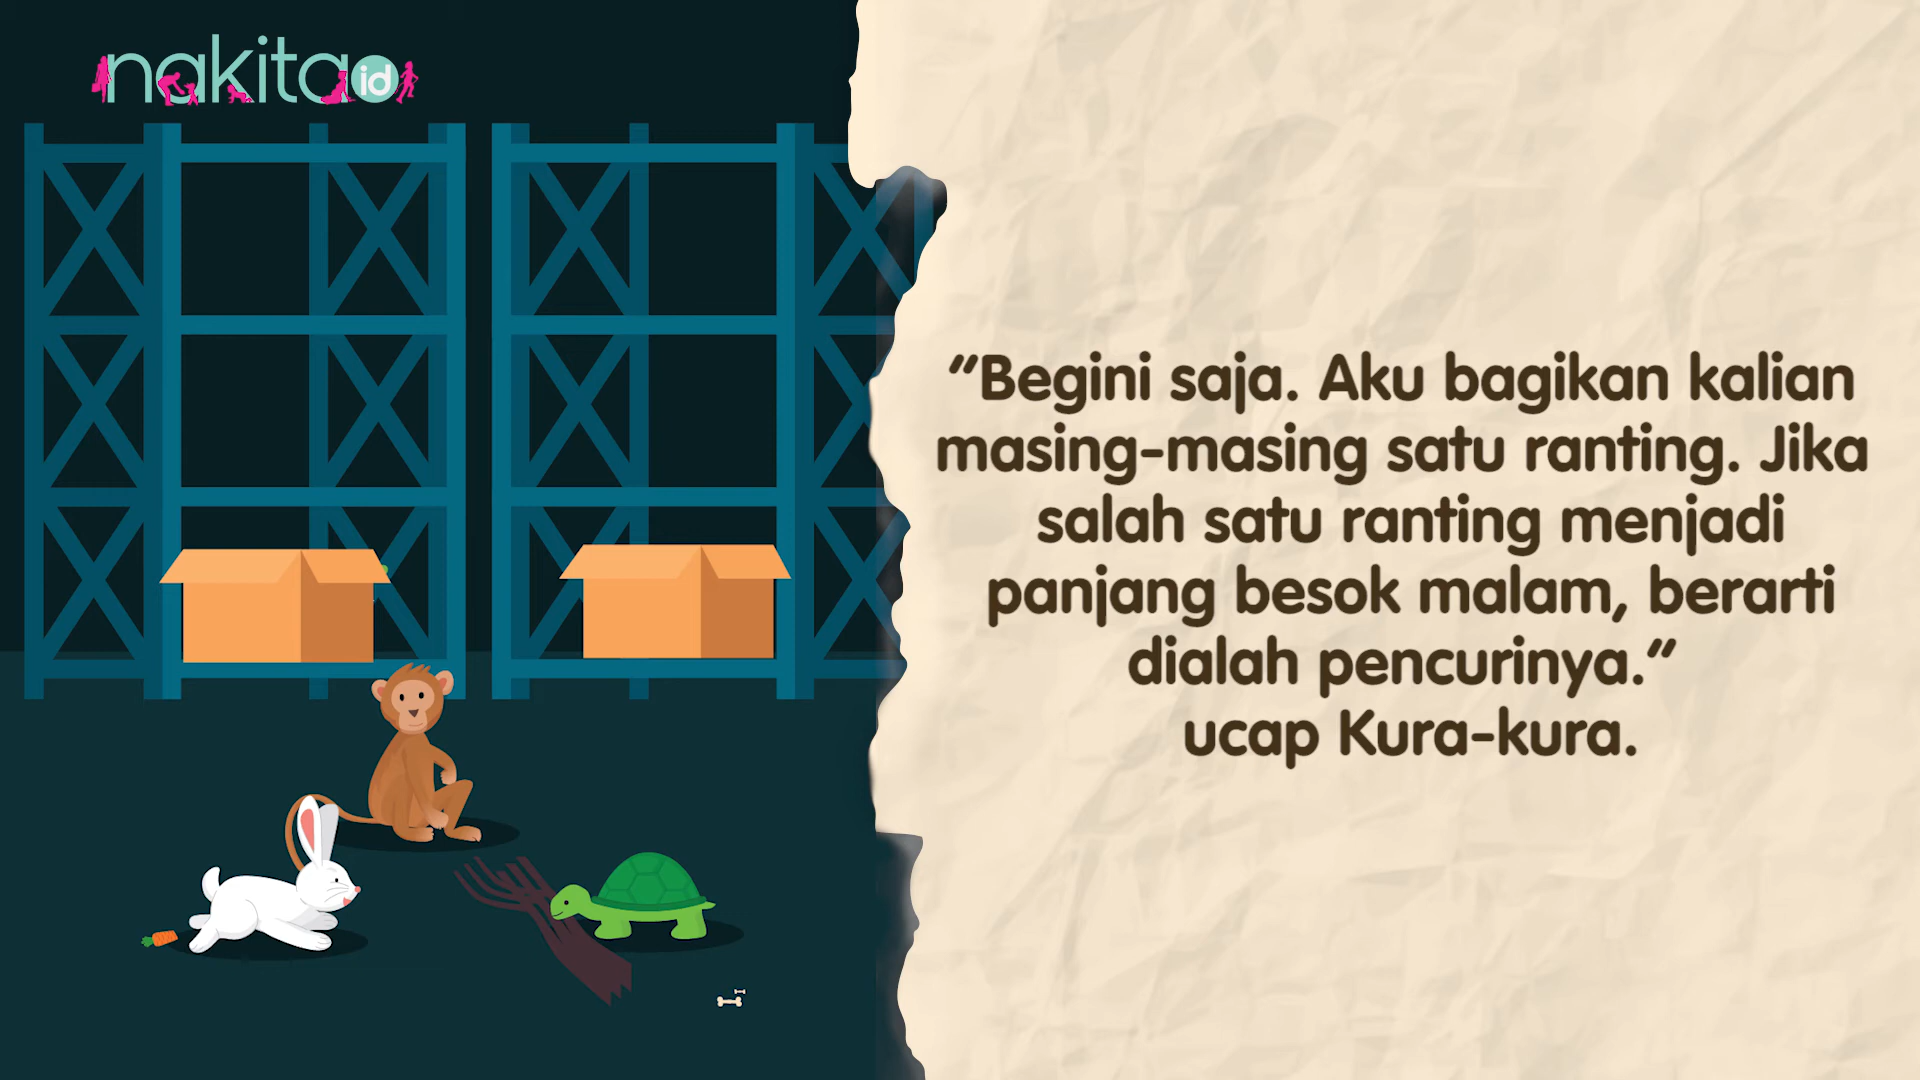 nakita id
“Begini saja. Aku bagikan kalian
masing-masing satu ranting. Jika
salah satu ranting menjadi
panjang besok malam, berarti
dialah pencurinya.”
ucap Kura-kura.